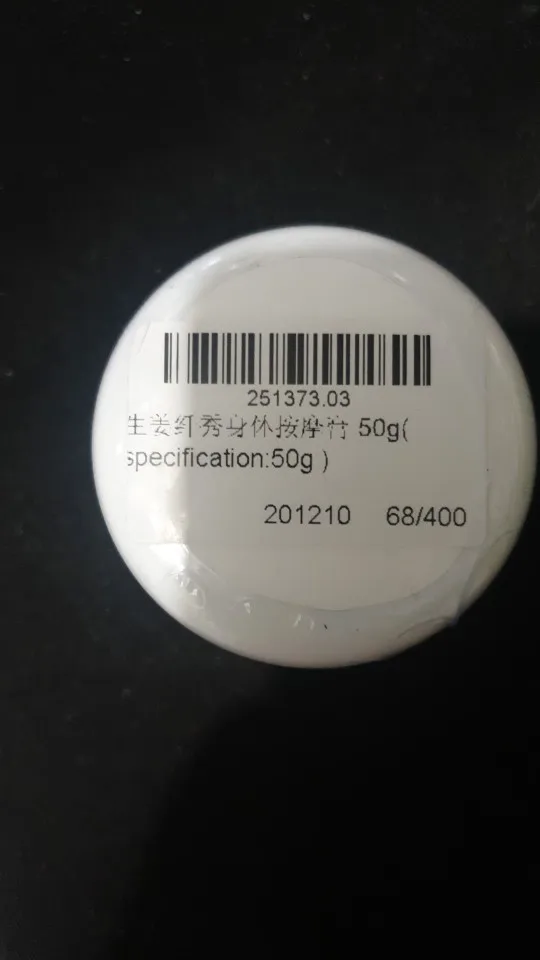 251373.03
生姜纤秀身体按摩膏 50g(
specification:50g )
201210 68/400